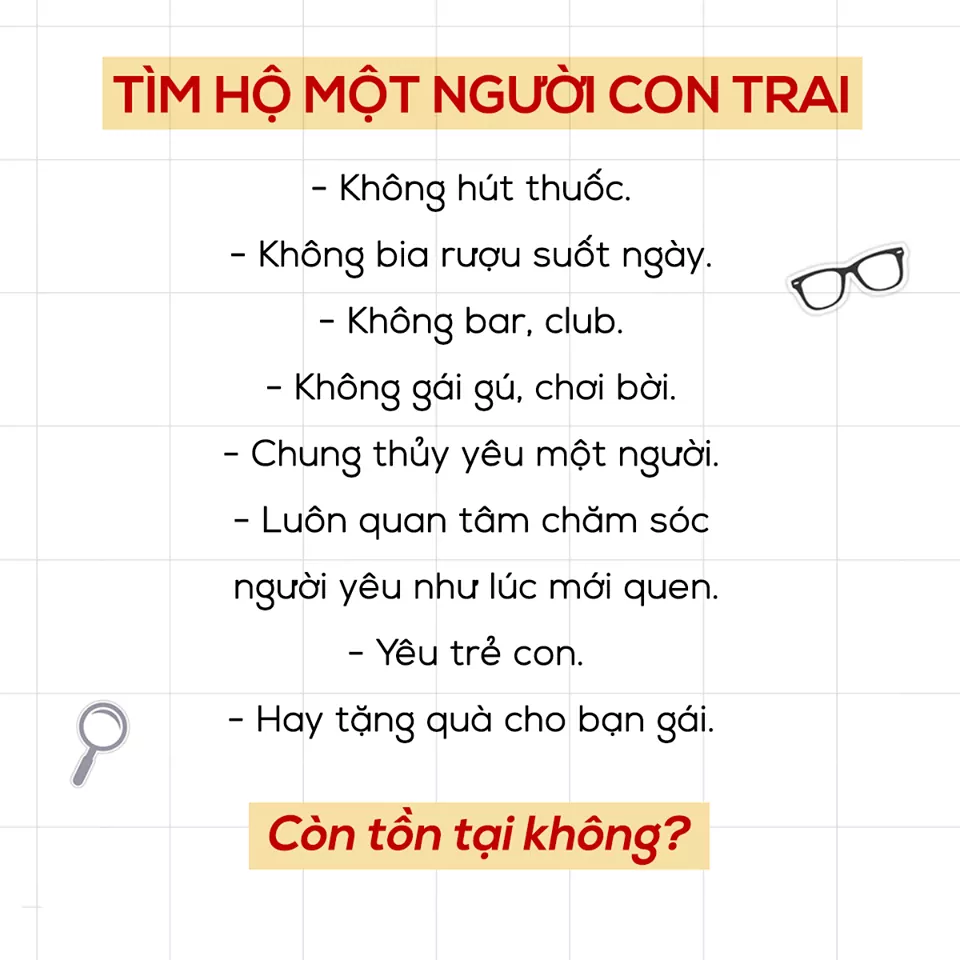 TÌM HỘ MỘT NGƯỜI CON TRAI
- Không hút thuốc.
- Không bia rượu suốt ngày.
- Không bar, club.
- Không gái gú, chơi bời.
- Chung thủy yêu một người.
- Luôn quan tâm chăm sóc
người yêu như lúc mới quen.
- Yêu trẻ con.
- Hay tặng quà cho bạn gái.
Còn tồn tại không?